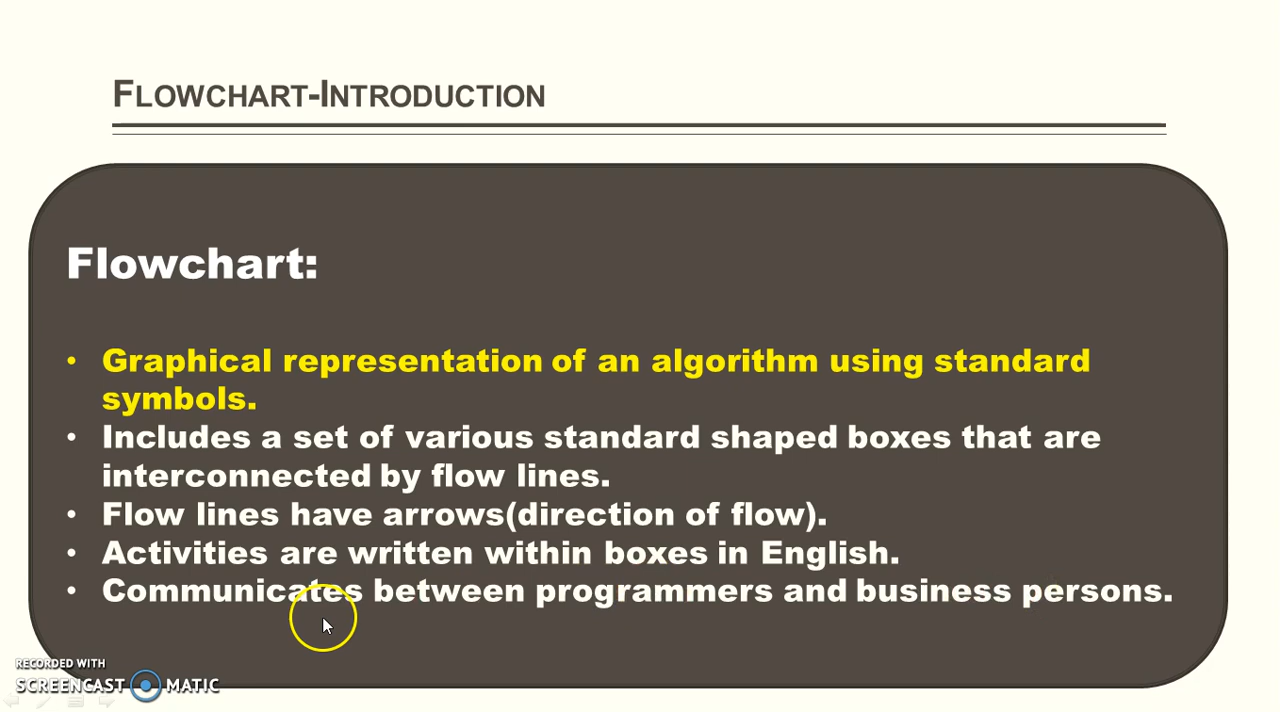 FLOWCHART-INTRODUCTION
Flowchart:
• Graphical representation of an algorithm using standard
symbols.
• Includes a set of various standard shaped boxes that are
interconnected by flow lines.
• Flow lines have arrows(direction of flow).
• Activities are written within boxes in English.
• Communicates between programmers and business persons.
RECORDED WITH
SCREENCAST MATIC